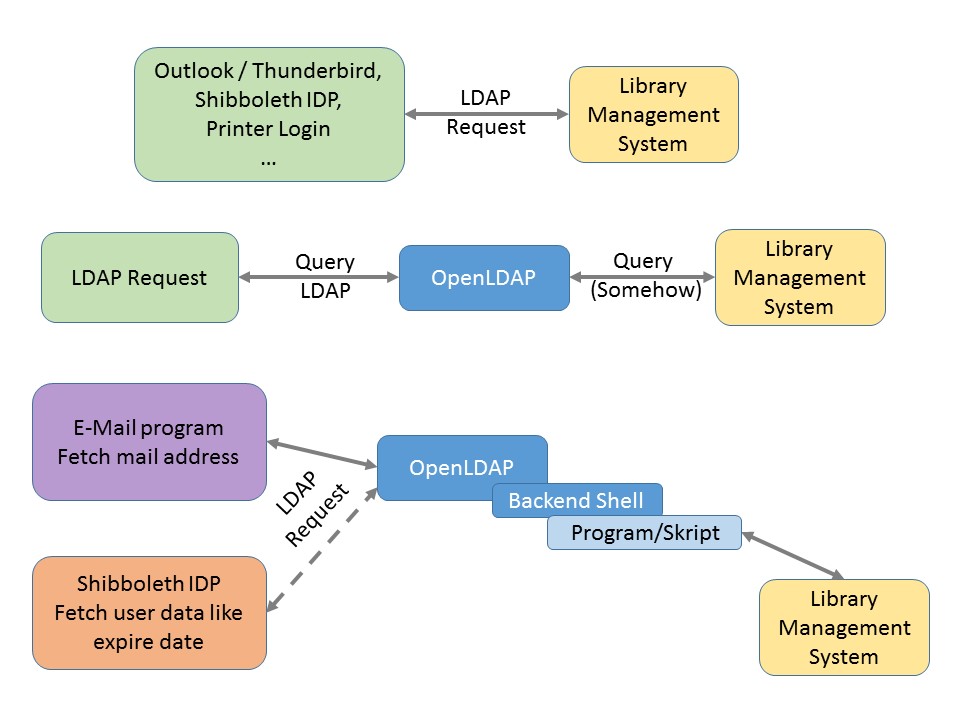 Outlook / Thunderbird,
Shibboleth IDP,
Printer Login
...
LDAP
Request
Library
Management
System
LDAP Request
Query
LDAP
OpenLDAP
Query
(Somehow)
Library
Management
System
E-Mail program
Fetch mail address
LDAP
Request
OpenLDAP
Backend Shell
Program/Skript
Shibboleth IDP
Fetch user data like
expire date
Library
Management
System